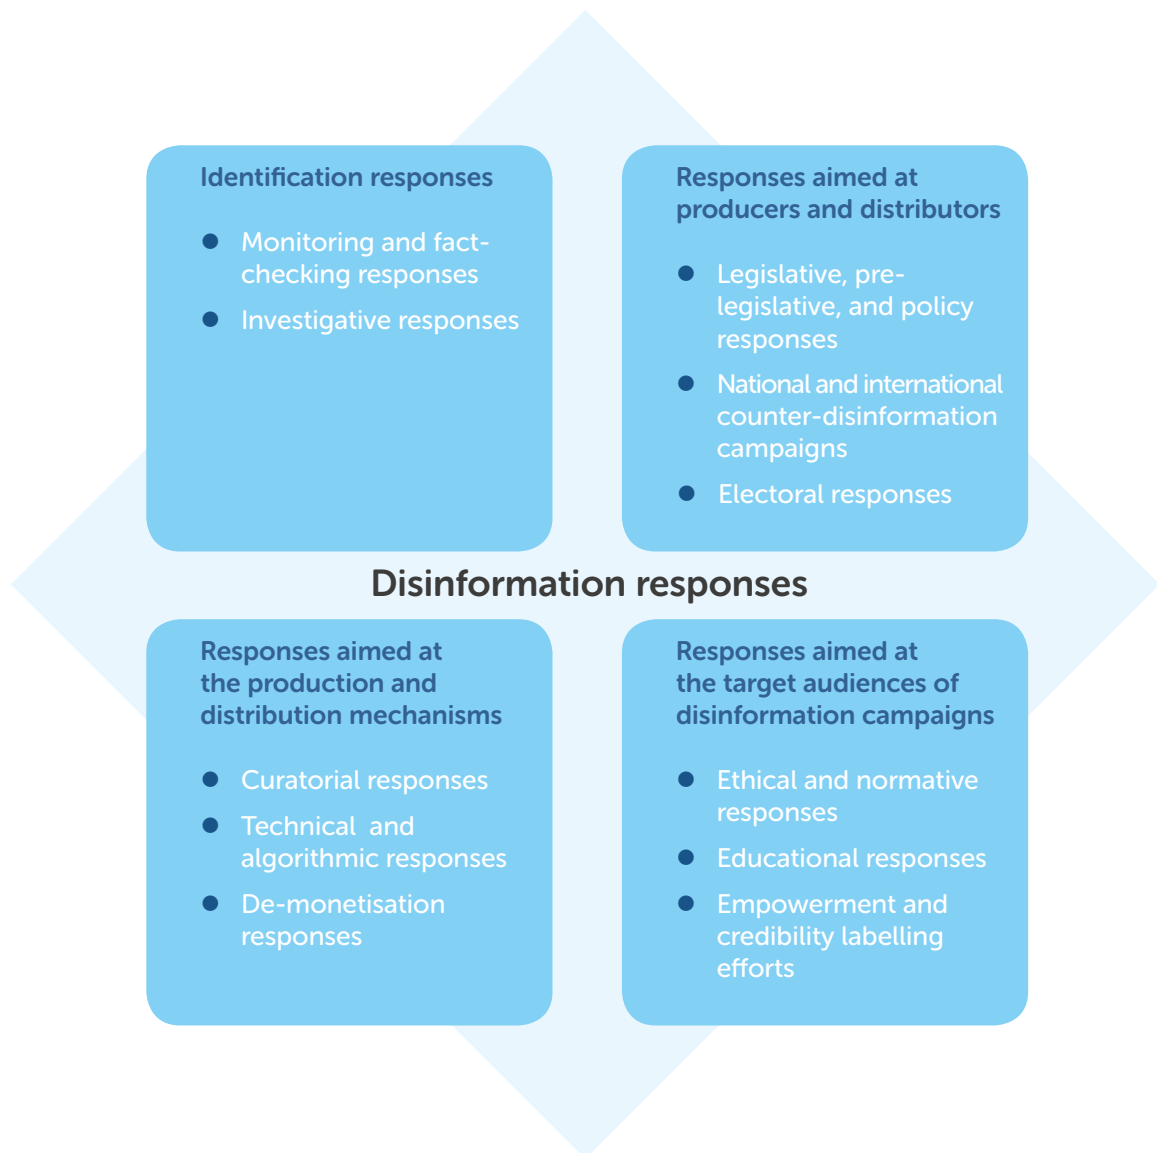 Identification responses
● Monitoring and fact-
checking responses
● Investigative responses
Responses aimed at
producers and distributors
● Legislative, pre-
legislative, and policy
responses
● National and international
counter-disinformation
campaigns
● Electoral responses
Disinformation responses
Responses aimed at
the production and
distribution mechanisms
● Curatorial responses
● Technical and
algorithmic responses
● De-monetisation
responses
Responses aimed at
the target audiences of
disinformation campaigns
● Ethical and normative
responses
● Educational responses
● Empowerment and
credibility labelling
efforts